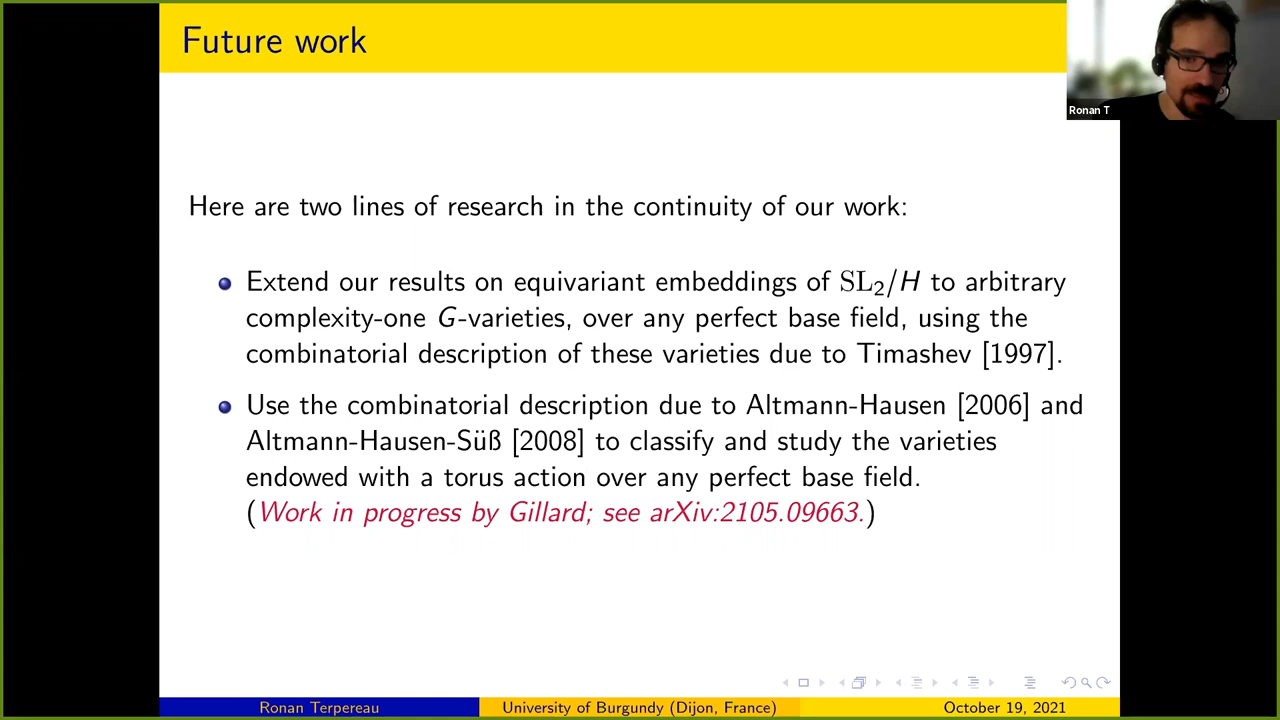 Future work
Ronan T
Here are two lines of research in the continuity of our work:
Extend our results on equivariant embeddings of SL₂/H to arbitrary
complexity-one G-varieties, over any perfect base field, using the
combinatorial description of these varieties due to Timashev [1997].
Use the combinatorial description due to Altmann-Hausen [2006] and
Altmann-Hausen-Süß [2008] to classify and study the varieties
endowed with a torus action over any perfect base field.
(Work in progress by Gillard; see arXiv:2105.09663.)
Ronan Terpereau
University of Burgundy (Dijon, France)
October 19, 2021